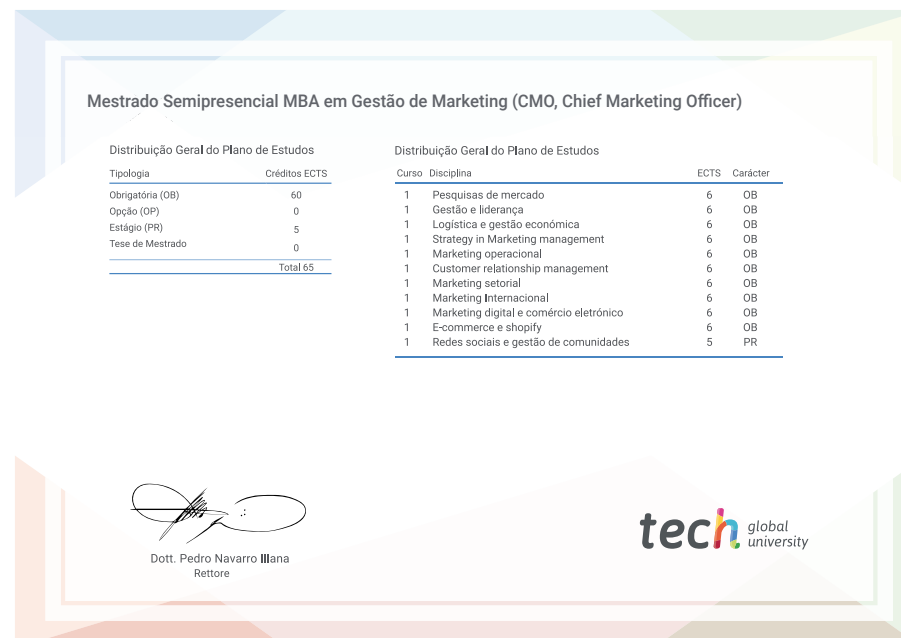 Mestrado Semipresencial MBA em Gestão de Marketing (CMO, Chief Marketing Officer)
Distribuição Geral do Plano de Estudos
Tipologia Créditos ECTS
Obrigatória (OB) 60
Opção (OP) 0
Estágio (PR) 5
Tese de Mestrado 0
Total 65
Distribuição Geral do Plano de Estudos
Curso Disciplina ECTS Carácter
1 Pesquisas de mercado 6 OB
1 Gestão e liderança 6 OB
1 Logística e gestão económica 6 OB
1 Strategy in Marketing management 6 OB
1 Marketing operacional 6 OB
1 Customer relationship management 6 OB
1 Marketing setorial 6 OB
1 Marketing Internacional 6 OB
1 Marketing digital e comércio eletrónico 6 OB
1 E-commerce e shopify 6 OB
1 Redes sociais e gestão de comunidades 5 PR
Dott. Pedro Navarro Illana
Rettore
tech global
university